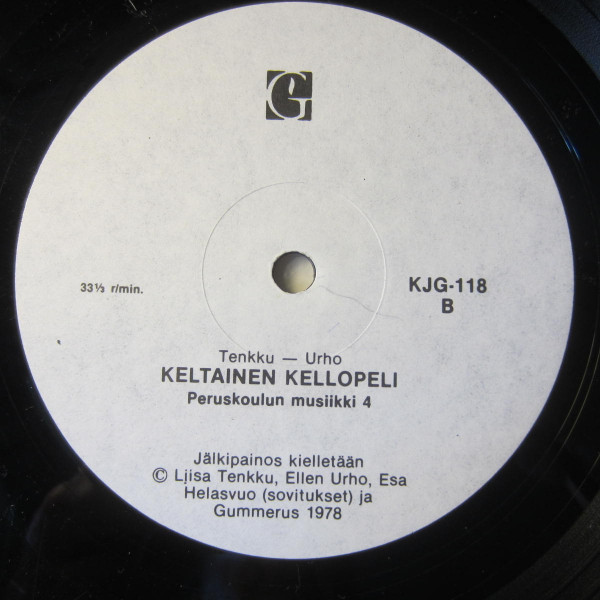 G
33⅓ r/min.
KJG-118
B
Tenkku — Urho
KELTAINEN KELLOPELI
Peruskoulun musiikki 4
Jälkipainos kielletään
© Liisa Tenkku, Ellen Urho, Esa
Helasvuo (sovitukset) ja
Gummerus 1978